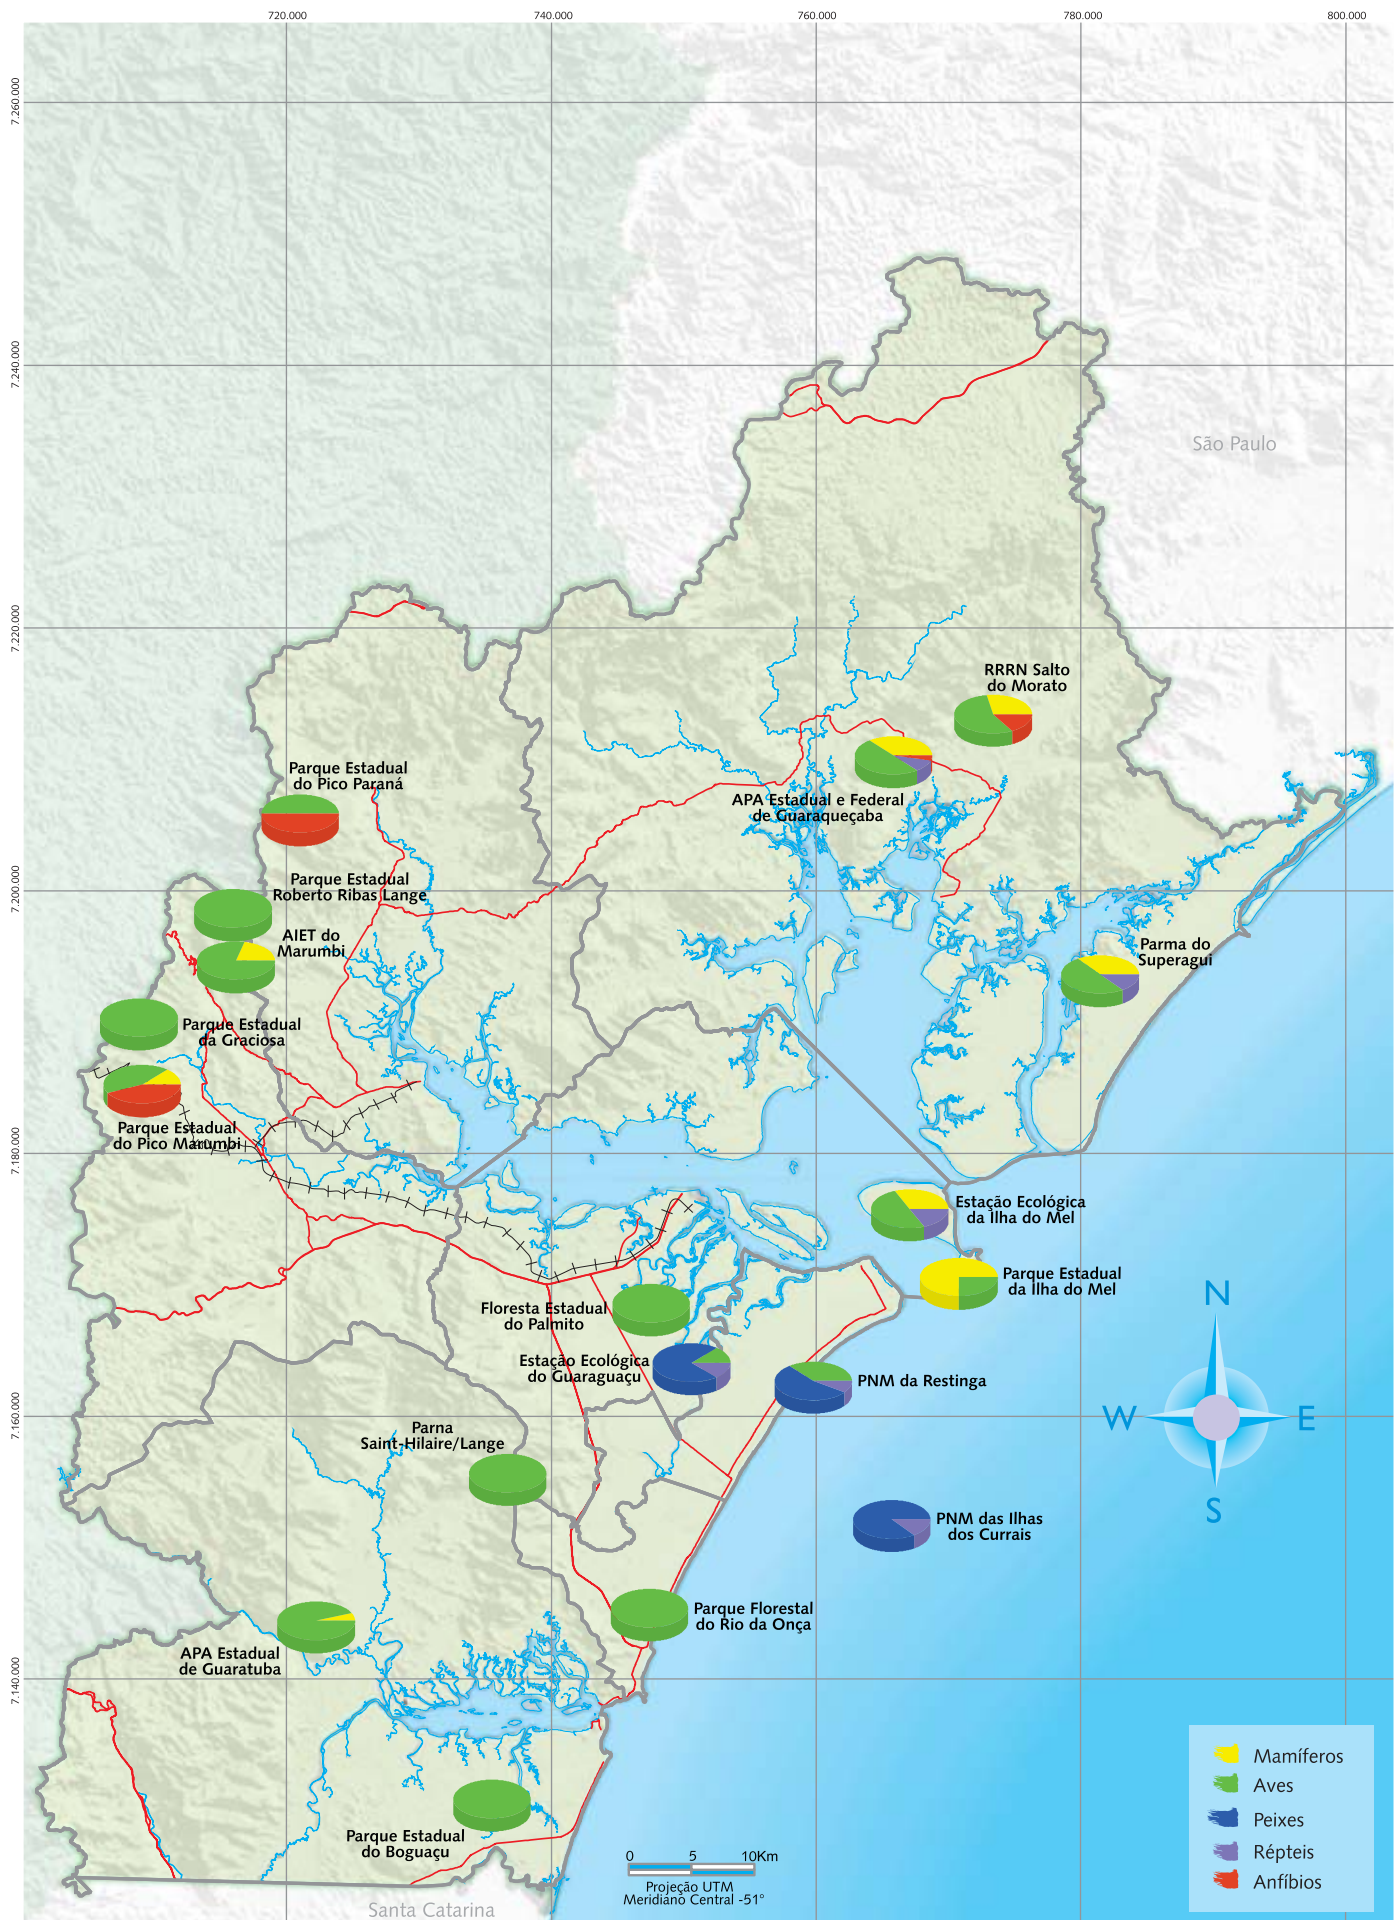 720.000
740.000
760.000
780.000
800.000
7.260.000
7.240.000
São Paulo
7.220.000
RRRN Salto
do Morato
Parque Estadual
do Pico Paraná
APA Estadual e Federal
de Guaraqueçaba
7.200.000
Parque Estadual
Roberto Ribas Lange
AIET do
Marumbi
Parma do
Superagui
Parque Estadual
da Graciosa
Parque Estadual
do Pico Marumbi
7.180.000
Estação Ecológica
da Ilha do Mel
Parque Estadual
da Ilha do Mel
Floresta Estadual
do Palmito
Estação Ecológica
do Guaraguaçu
PNM da Restinga
N
W
E
S
7.160.000
Parna
Saint-Hilaire/Lange
PNM das Ilhas
dos Currais
Parque Florestal
do Rio da Onça
APA Estadual
de Guaratuba
7.140.000
Parque Estadual
do Boguaçu
Mamíferos
Aves
Peixes
Répteis
Anfíbios
0 5 10Km
Projeção UTM
Meridiano Central -51°
Santa Catarina